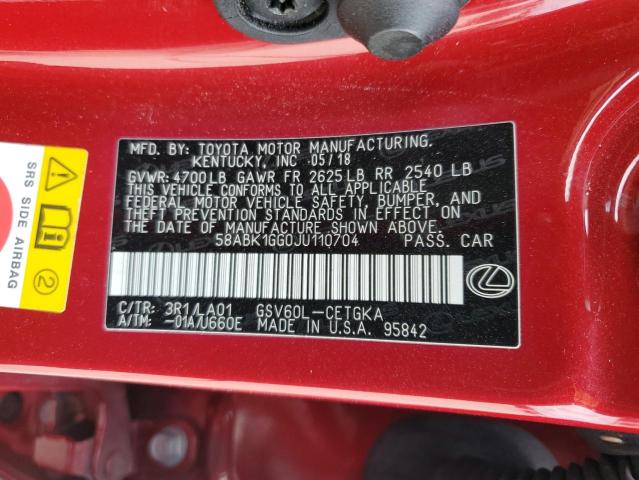 MFD. BY: TOYOTA MOTOR MANUFACTURING.
KENTUCKY, INC 05/18
GVWR: 4700LB GAWR FR 2625LB RR 2540 LB
THIS VEHICLE CONFORMS TO ALL APPLICABLE
FEDERAL MOTOR VEHICLE SAFETY, BUMPER, AND
THEFT PREVENTION STANDARDS IN EFFECT ON
THE DATE OF MANUFACTURE SHOWN ABOVE.
58ABK1GG0JU110704 PASS. CAR
C/TR: 3R1/LA01 GSV60L-CETGKA
A/TM: -01A/U660E MADE IN U.S.A. 95842
SRS SIDE AIRBAG
2